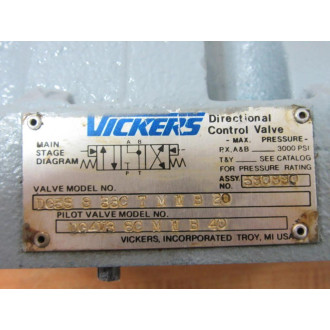 VICKERS Directional
Control Valve
MAIN
STAGE
DIAGRAM
- MAX. PRESSURE -
P.X,A&B 3000 PSI
T&Y SEE CATALOG
FOR PRESSURE RATING
ASSY.
NO.
VALVE MODEL NO.
PILOT VALVE MODEL NO.
VICKERS, INCORPORATED TROY, MI USA